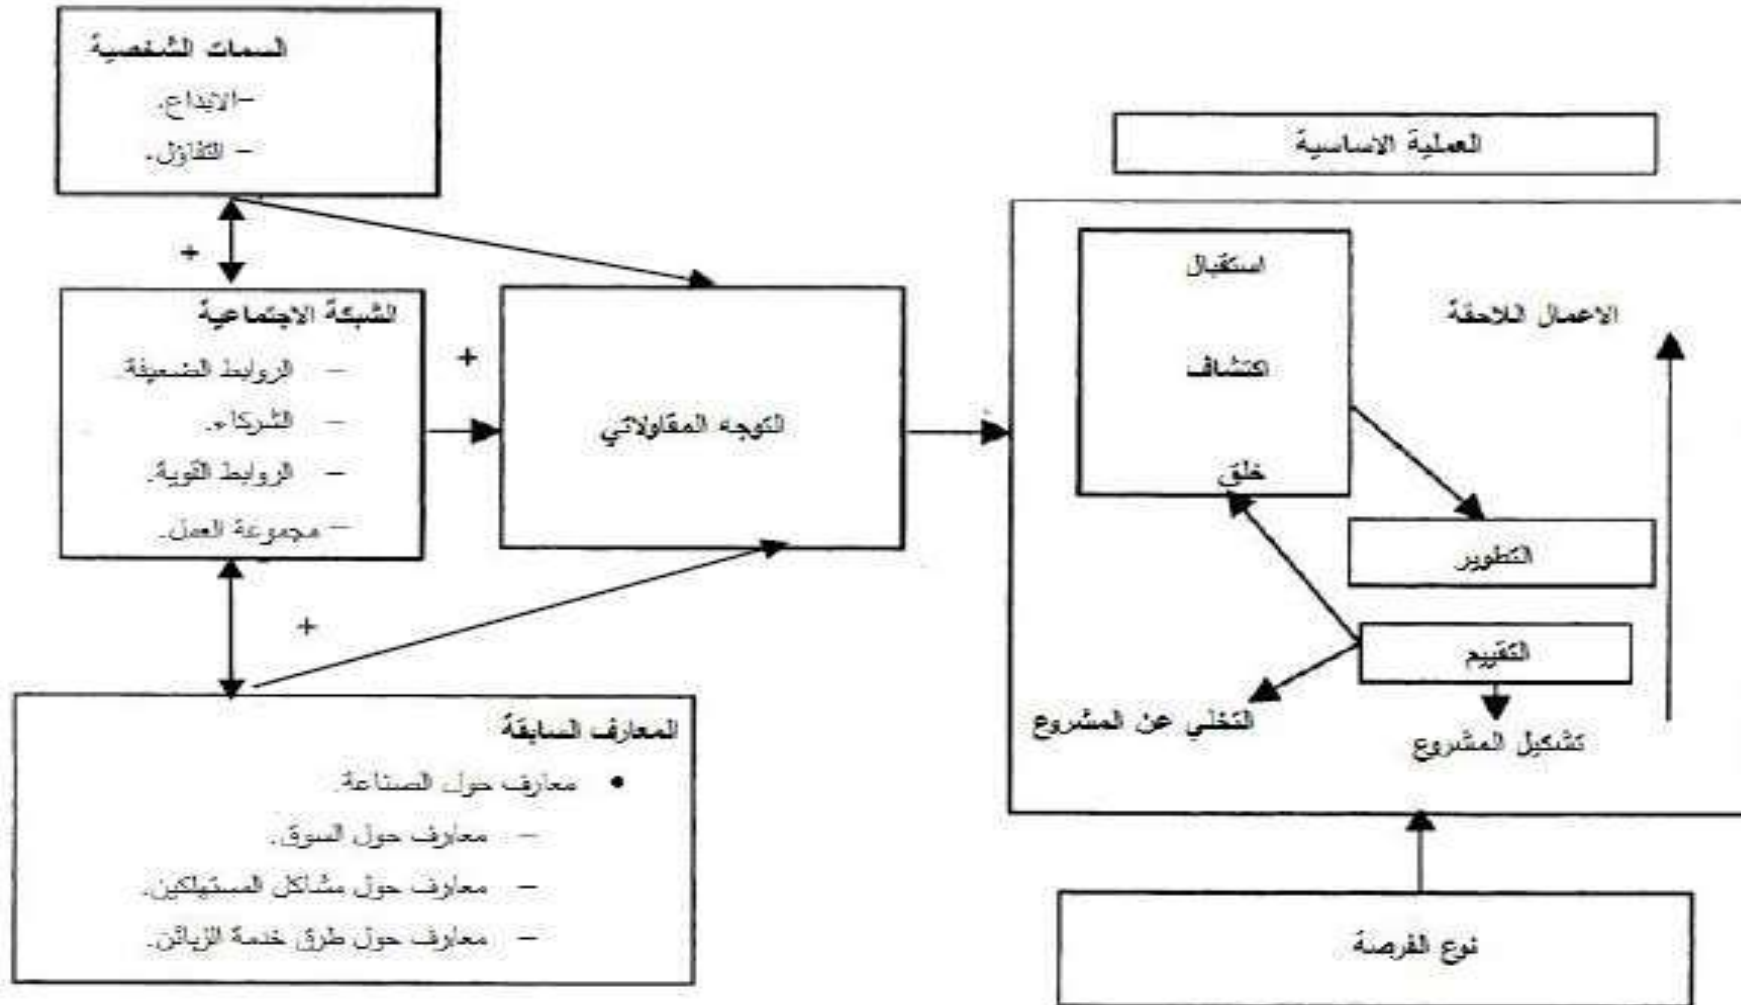 السمات الشخصية
-الابداع.
- التفاؤل.
+
الشبكة الاجتماعية
- الروابط الضعيفة.
- الشركاء.
- الروابط القوية.
- مجموعة العمل.
+
+
المعارف السابقة
• معارف حول الصناعة.
- معارف حول السوق.
- معارف حول مشاكل المستهلكين.
- معارف حول طرق خدمة الزبائن.
التوجه المقاولاتي
العملية الاساسية
استقبال
اكتشاف
خلق
الاعمال اللاحقة
التطوير
التقييم
التخلي عن المشروع
تشكيل المشروع
نوع الفرصة